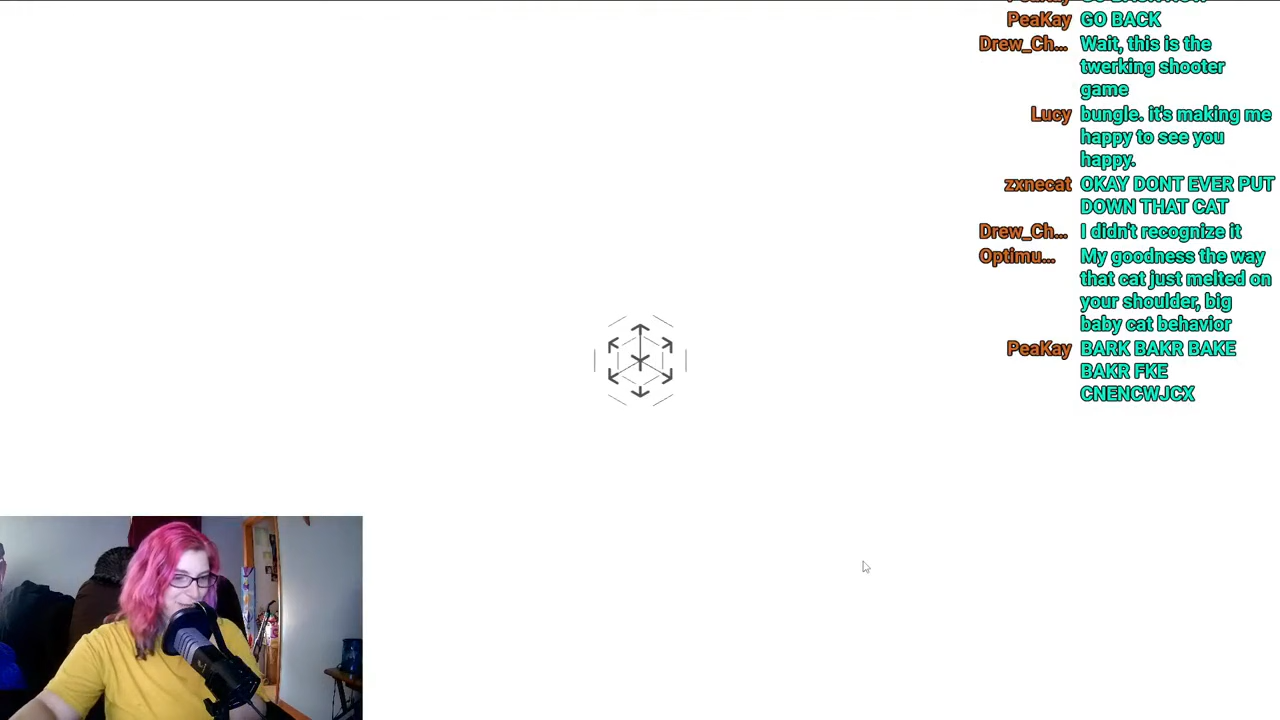 PeaKay GO BACK
Drew_Ch... Wait, this is the
twerking shooter
game
Lucy bungle. it's making me
happy to see you
happy.
zxnecat OKAY DONT EVER PUT
DOWN THAT CAT
Drew_Ch... I didn't recognize it
Optimu... My goodness the way
that cat just melted on
your shoulder, big
baby cat behavior
PeaKay BARK BAKR BAKE
BAKR FKE
CNENCWJCX